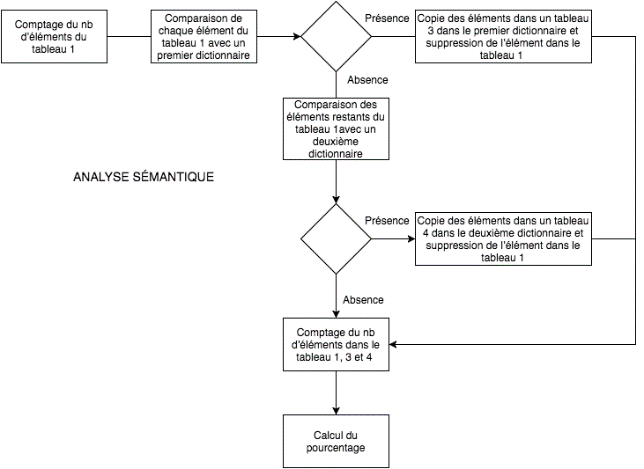 Comptage du nb
d'éléments du
tableau 1
Comparaison de
chaque élément du
tableau 1 avec un
premier dictionnaire
Présence
Copie des éléments dans un tableau
3 dans le premier dictionnaire et
suppression de l'élément dans le
tableau 1
Absence
Comparaison des
éléments restants du
tableau 1avec un
deuxième
dictionnaire
ANALYSE SÉMANTIQUE
Présence
Copie des éléments dans un tableau
4 dans le deuxième dictionnaire et
suppression de l'élément dans le
tableau 1
Absence
Comptage du nb
d'éléments dans le
tableau 1, 3 et 4
Calcul du
pourcentage